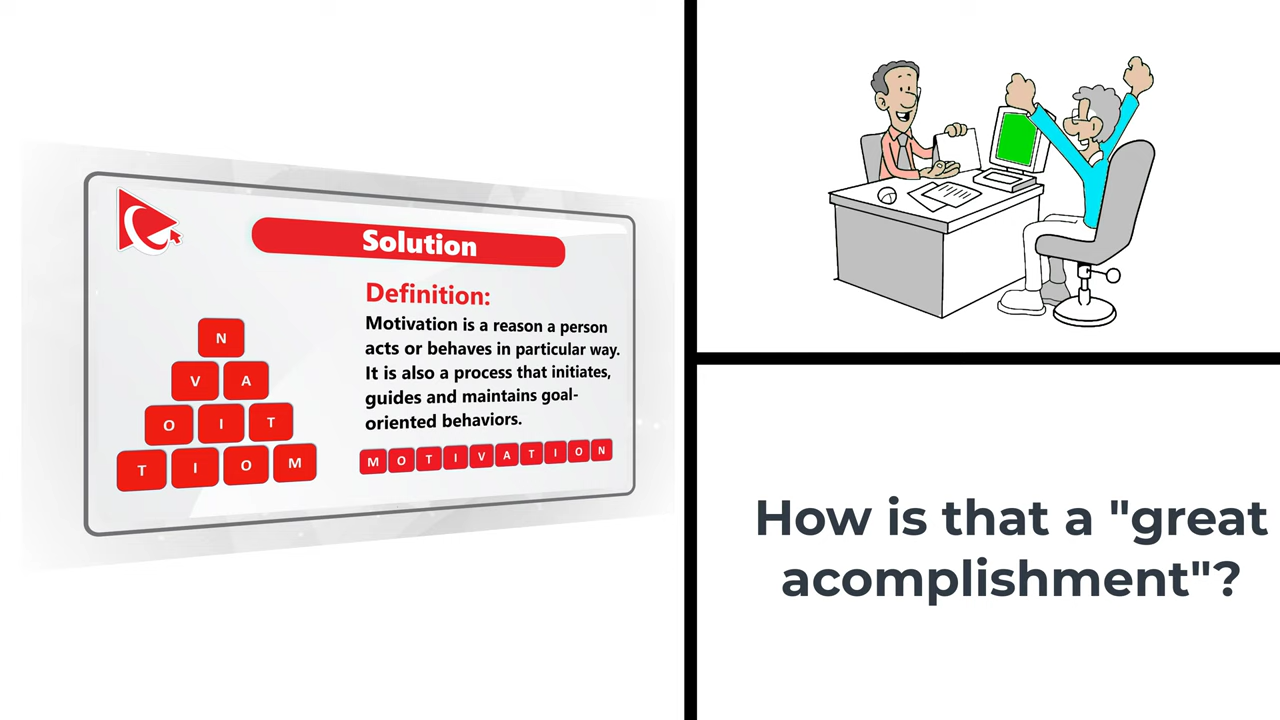 Solution
Definition:
Motivation is a reason a person
acts or behaves in particular way.
It is also a process that initiates,
guides and maintains goal-
oriented behaviors.
N
V A
O I T
T I O M
M O T I V A T I O N
How is that a "great
acomplishment"?